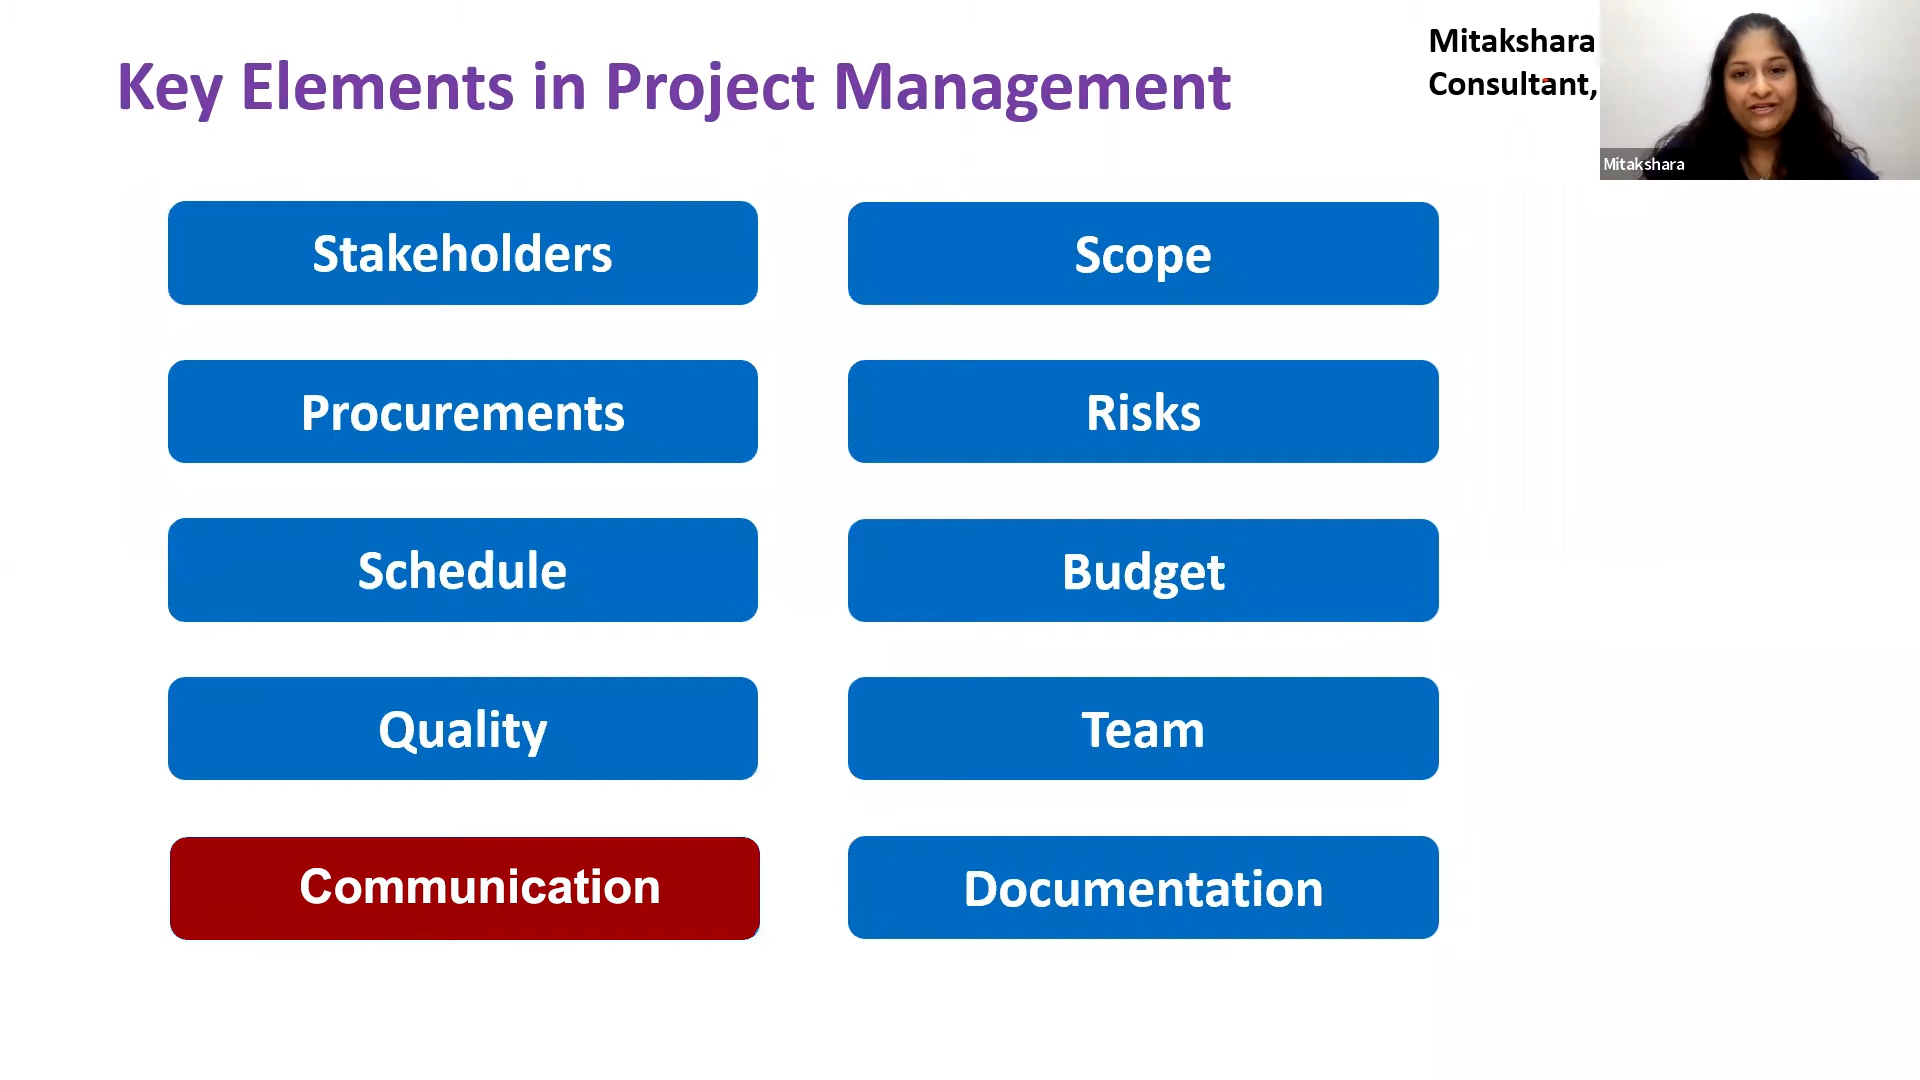 Key Elements in Project Management
Mitakshara
Consultant,
Mitakshara
Stakeholders
Scope
Procurements
Risks
Schedule
Budget
Quality
Team
Communication
Documentation